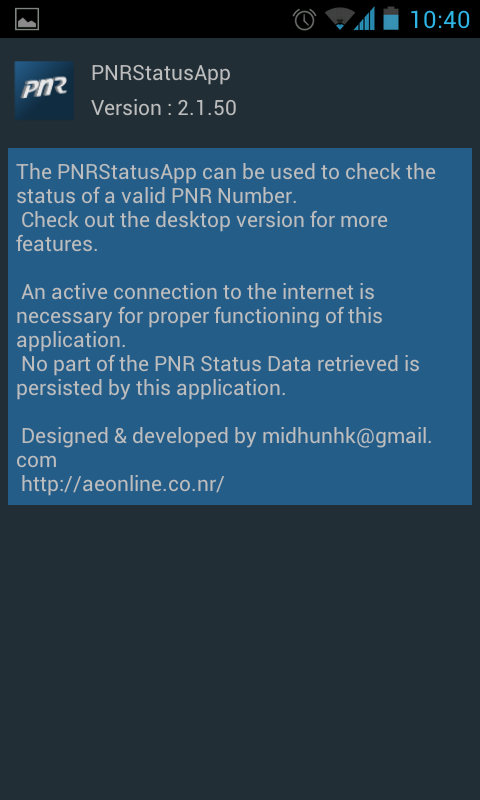 10:40
PNR
PNRStatusApp
Version : 2.1.50
The PNRStatusApp can be used to check the
status of a valid PNR Number.
Check out the desktop version for more
features.
An active connection to the internet is
necessary for proper functioning of this
application.
No part of the PNR Status Data retrieved is
persisted by this application.
Designed & developed by midhunhk@gmail.
com
http://aeonline.co.nr/